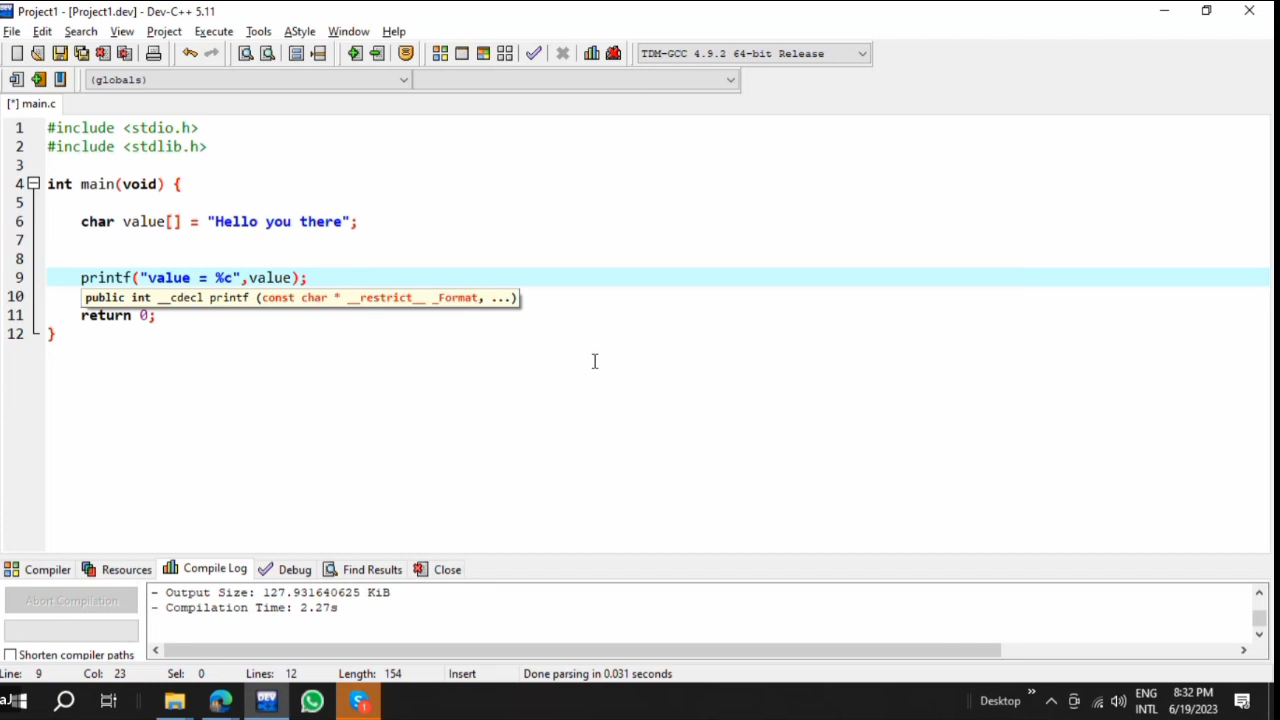 Project1 - [Project1.dev] - Dev-C++ 5.11
File Edit Search View Project Execute Tools AStyle Window Help
TDM-GCC 4.9.2 64-bit Release
(globals)
[*] main.c
1 #include <stdio.h>
2 #include <stdlib.h>
3
4 int main(void) {
5
6 char value[] = "Hello you there";
7
8
9 printf("value = %c",value);
10 public int __cdecl printf (const char * __restrict__ _Format, ...)
11 return 0;
12 }
Compiler Resources Compile Log Debug Find Results Close
Abort Compilation
- Output Size: 127.931640625 KiB
- Compilation Time: 2.27s
Shorten compiler paths
Line: 9 Col: 23 Sel: 0 Lines: 12 Length: 154 Insert Done parsing in 0.031 seconds
DEV
Desktop
ENG
INTL
8:32 PM
6/19/2023